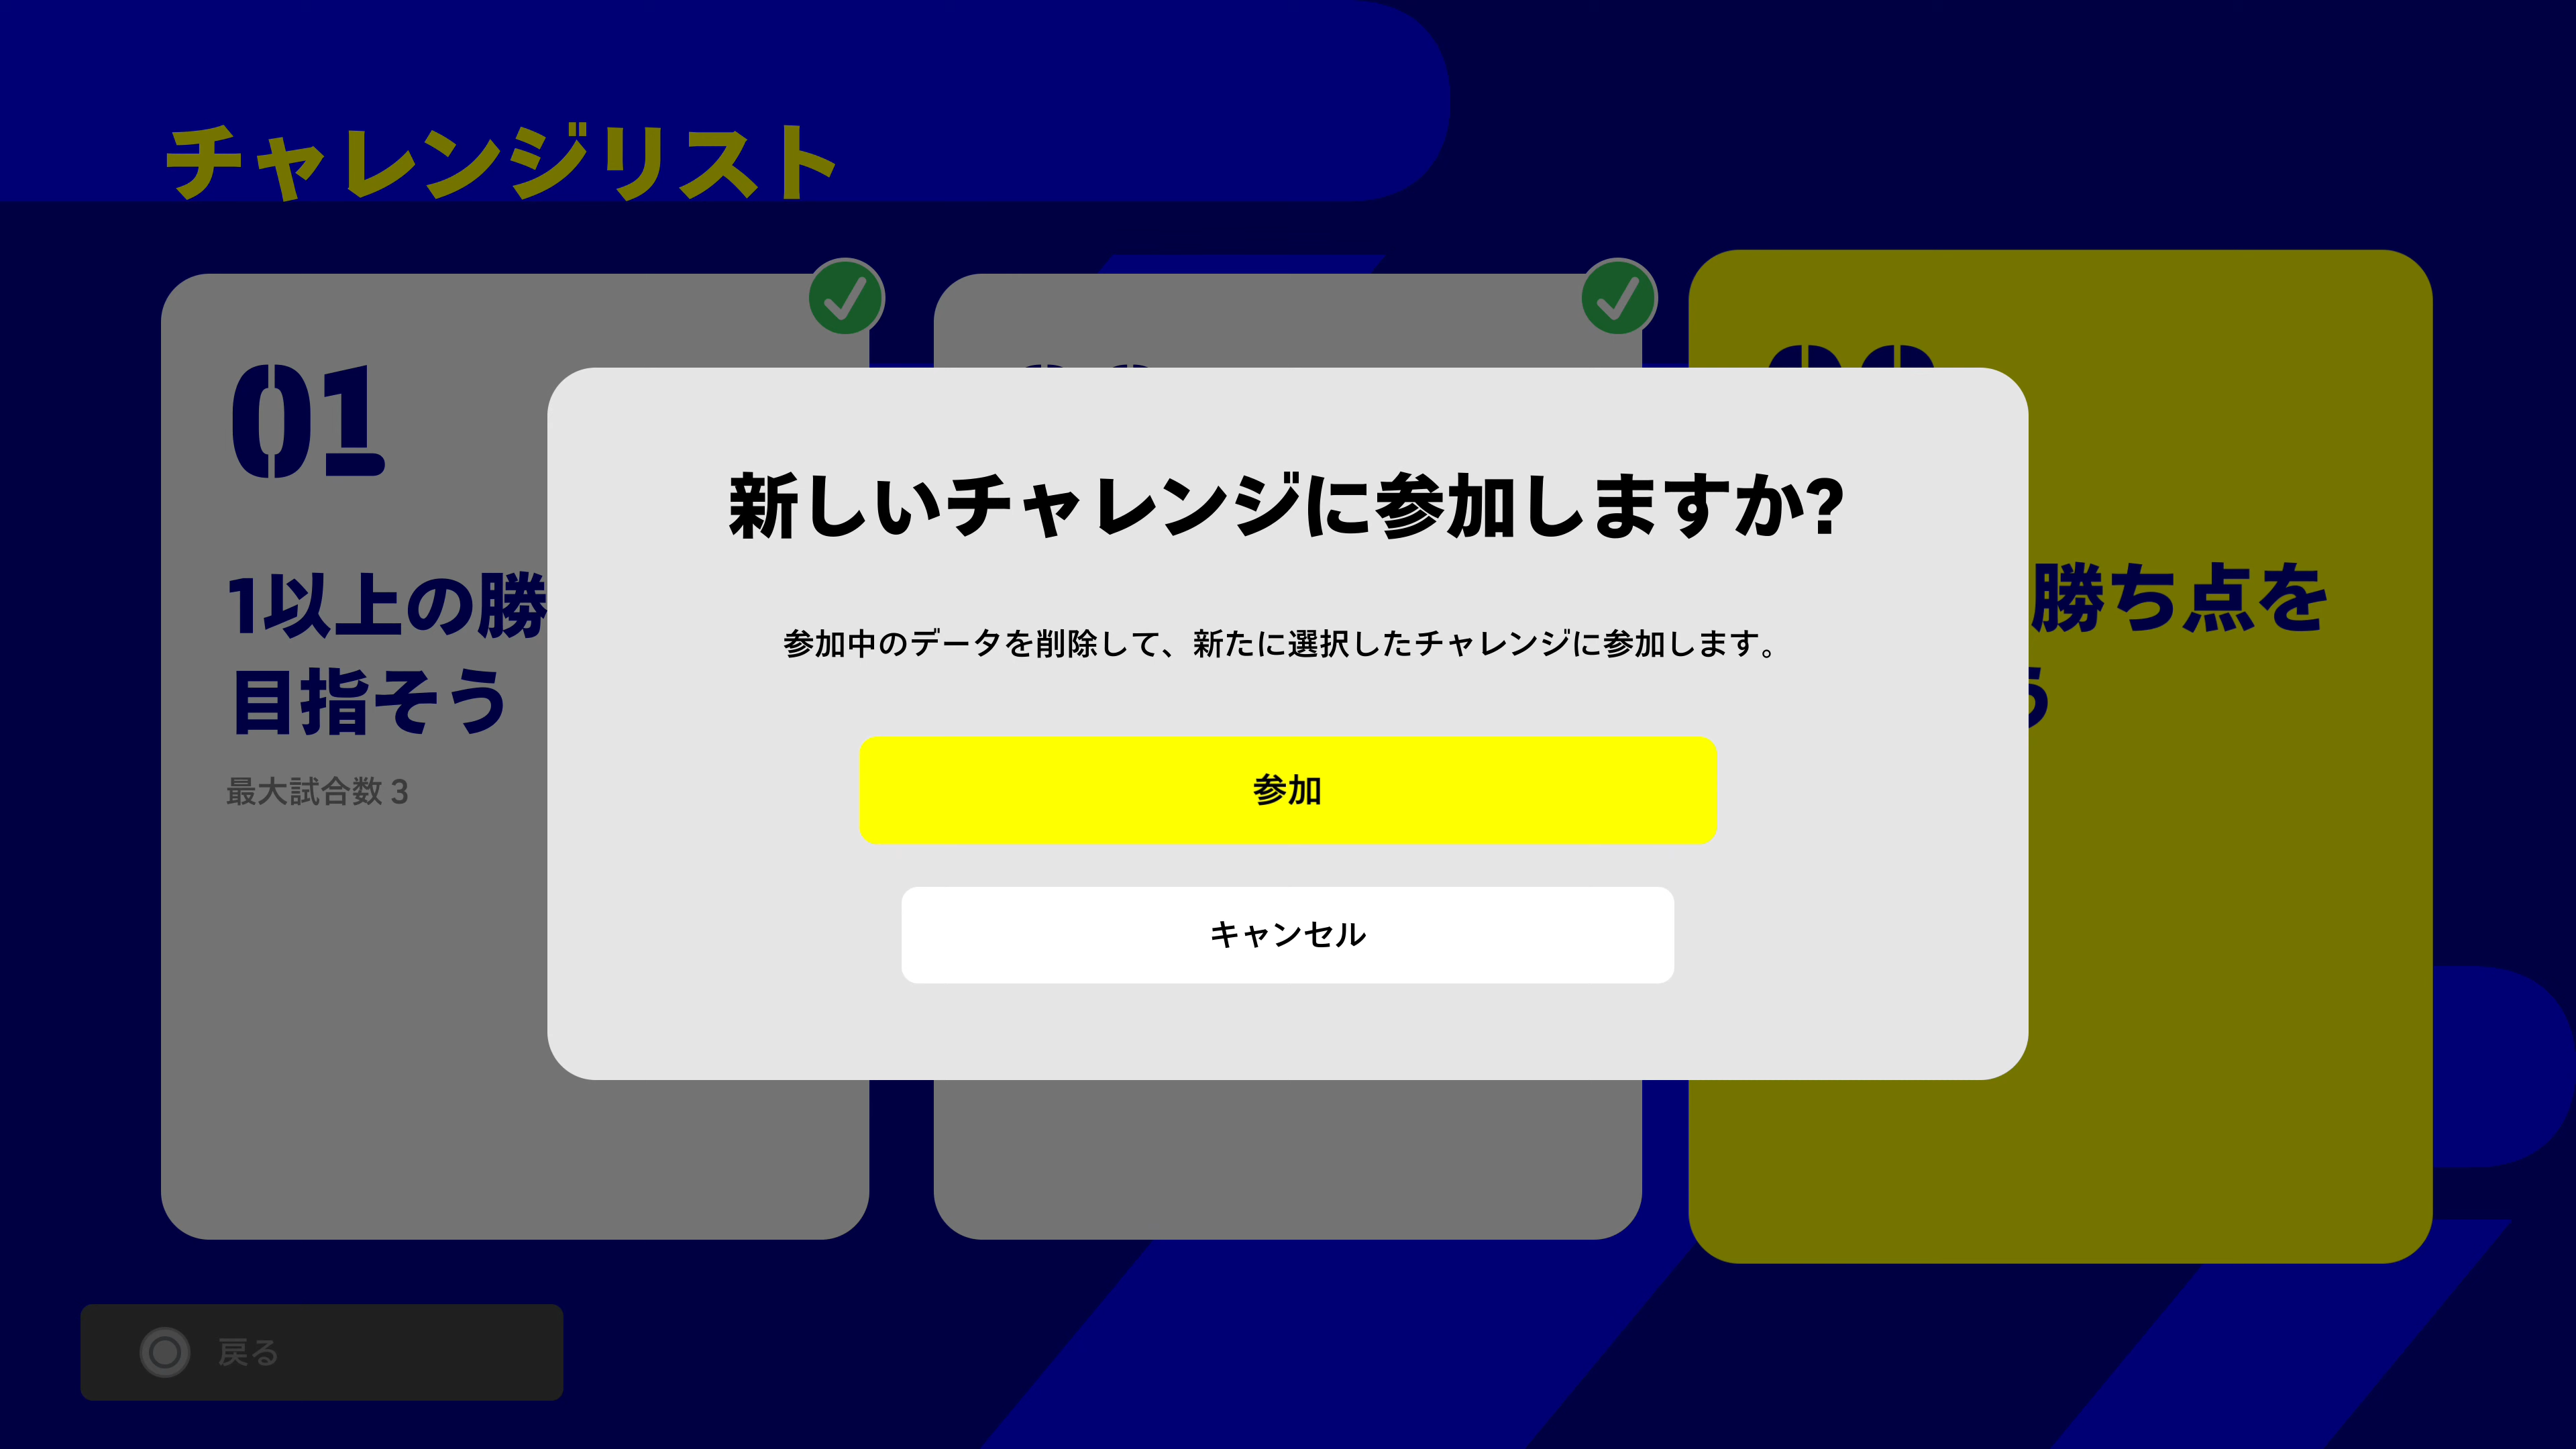 チャレンジリスト
01
1以上の勝
目指そう
最大試合数 3
勝ち点を
新しいチャレンジに参加しますか?
参加中のデータを削除して、新たに選択したチャレンジに参加します。
参加
キャンセル
戻る